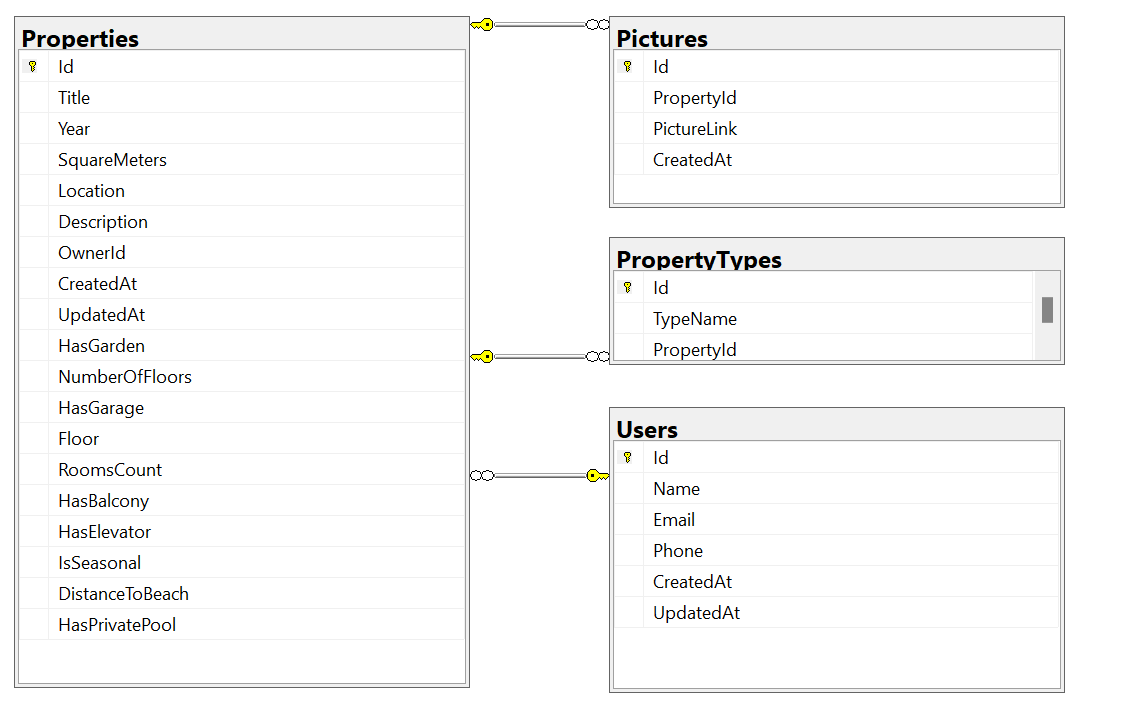 Properties
Id
Title
Year
SquareMeters
Location
Description
OwnerId
CreatedAt
UpdatedAt
HasGarden
NumberOfFloors
HasGarage
Floor
RoomsCount
HasBalcony
HasElevator
IsSeasonal
DistanceToBeach
HasPrivatePool
Pictures
Id
PropertyId
PictureLink
CreatedAt
PropertyTypes
Id
TypeName
PropertyId
Users
Id
Name
Email
Phone
CreatedAt
UpdatedAt